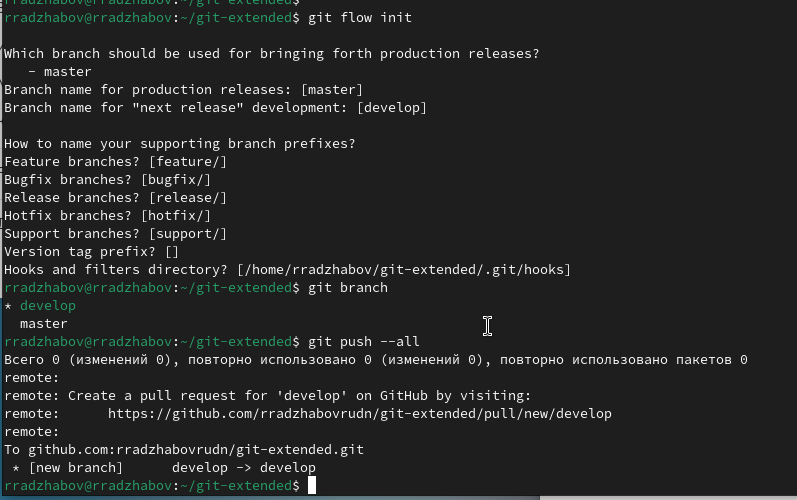 rradzhabov@rradzhabov:~/git-extended$ git flow init
Which branch should be used for bringing forth production releases?
   - master
Branch name for production releases: [master]
Branch name for "next release" development: [develop]
How to name your supporting branch prefixes?
Feature branches? [feature/]
Bugfix branches? [bugfix/]
Release branches? [release/]
Hotfix branches? [hotfix/]
Support branches? [support/]
Version tag prefix? []
Hooks and filters directory? [/home/rradzhabov/git-extended/.git/hooks]
rradzhabov@rradzhabov:~/git-extended$ git branch
* develop
  master
rradzhabov@rradzhabov:~/git-extended$ git push --all
Всего 0 (изменений 0), повторно использовано 0 (изменений 0), повторно использовано пакетов 0
remote:
remote: Create a pull request for 'develop' on GitHub by visiting:
remote:      https://github.com/rradzhabovrudn/git-extended/pull/new/develop
remote:
To github.com:rradzhabovrudn/git-extended.git
 * [new branch]      develop -> develop
rradzhabov@rradzhabov:~/git-extended$